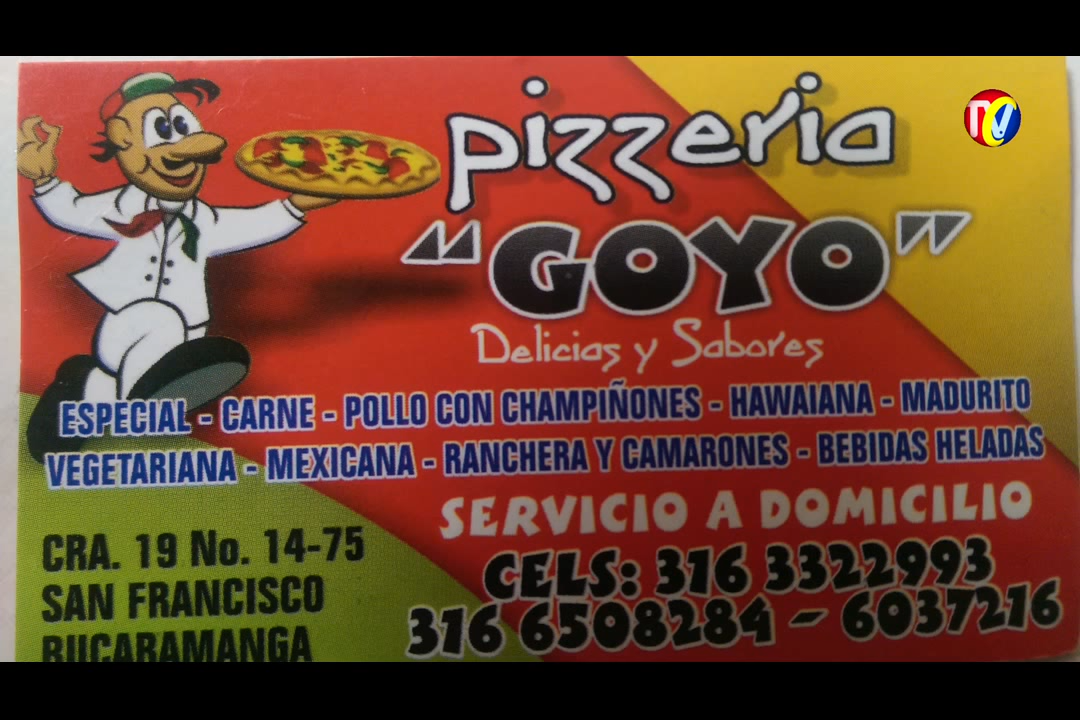 TV
pizzeria
"GOYO"
Delicias y Sabores
ESPECIAL - CARNE - POLLO CON CHAMPIÑONES - HAWAIANA - MADURITO
VEGETARIANA - MEXICANA - RANCHERA Y CAMARONES - BEBIDAS HELADAS
SERVICIO A DOMICILIO
CELS: 316 3322993
316 6508284 - 6037216
CRA. 19 No. 14-75
SAN FRANCISCO
BUCARAMANGA